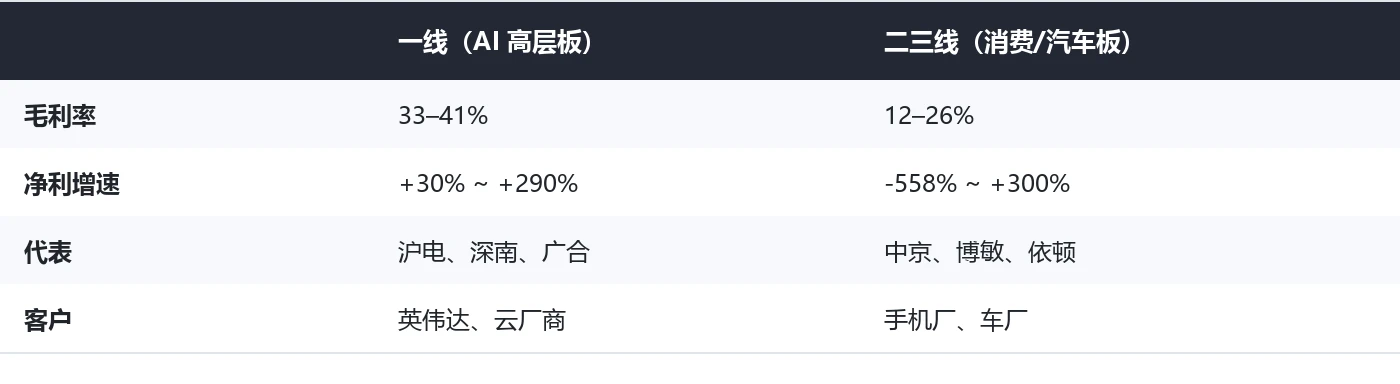 一线（AI 高层板） 二三线（消费/汽车板）
毛利率 33–41% 12–26%
净利增速 +30% ~ +290% -558% ~ +300%
代表 沪电、深南、广合 中京、博敏、依顿
客户 英伟达、云厂商 手机厂、车厂